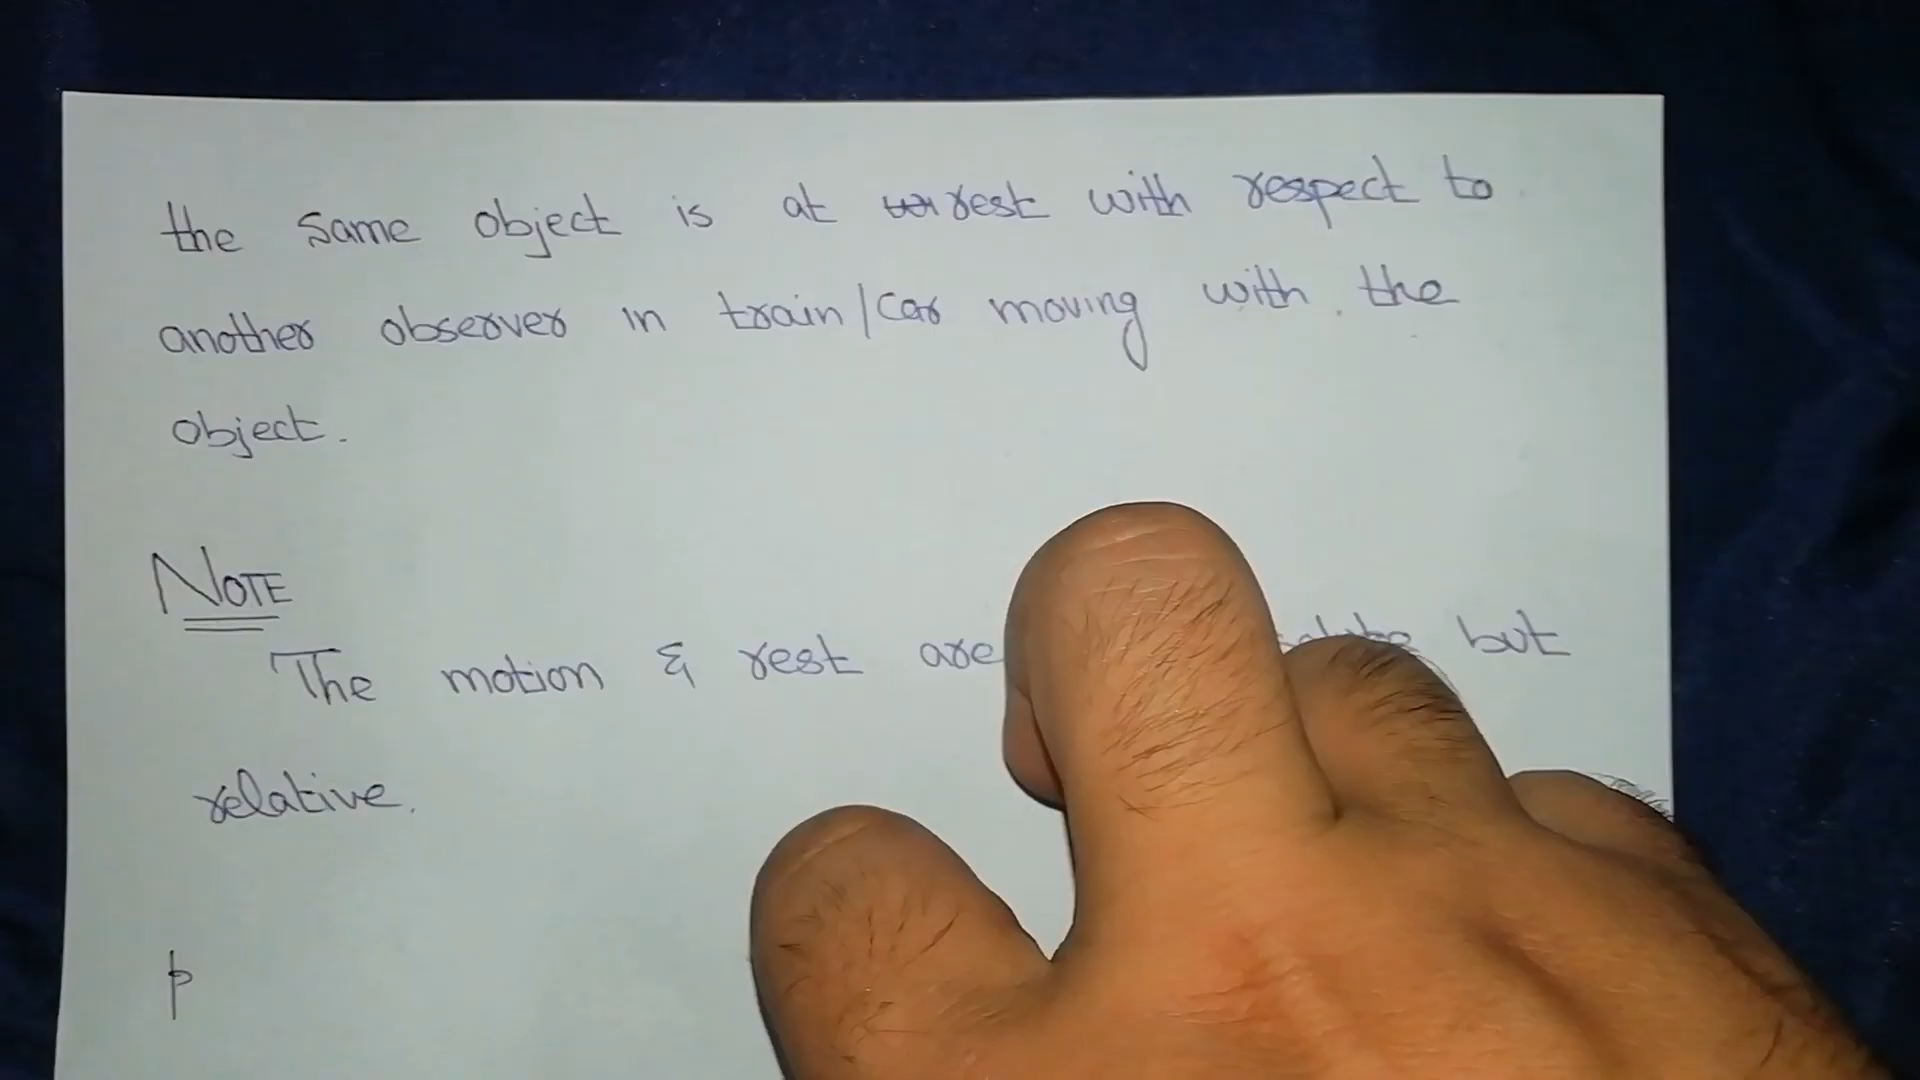 the same object is at rest with respect to
another observer in train/car moving with the
object.
NOTE
The motion & rest are but
relative.
p